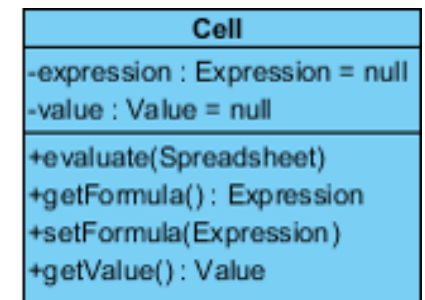 Cell
-expression : Expression = null
-value : Value = null
+evaluate(Spreadsheet)
+getFormula() : Expression
+setFormula(Expression)
+getValue() : Value